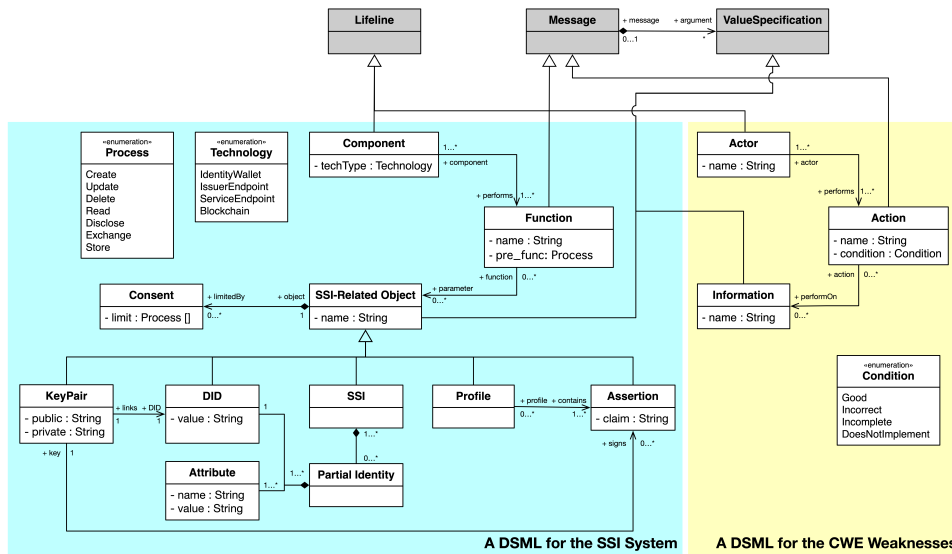 Lifeline
Message
ValueSpecification
+ message
+ argument
0...1
*
«enumeration»
Process
Create
Update
Delete
Read
Disclose
Exchange
Store
«enumeration»
Technology
IdentityWallet
IssuerEndpoint
ServiceEndpoint
Blockchain
Component
- techType : Technology
1...*
+ component
+ performs
1...*
Function
- name : String
- pre_func: Process
+ function
0...*
+ parameter
0...*
Actor
- name : String
1...*
+ actor
+ performs
1...*
Action
- name : String
- condition : Condition
+ action
0...*
Information
- name : String
+ performOn
0...*
Consent
- limit : Process []
+ limitedBy
0...*
+ object
1
SSI-Related Object
- name : String
«enumeration»
Condition
Good
Incorrect
Incomplete
DoesNotImplement
KeyPair
- public : String
- private : String
+ links
+ DID
1
1
DID
- value : String
1
SSI
1...*
0...*
Profile
+ profile
+ contains
0...*
1...*
Assertion
- claim : String
+ signs
0...*
+ key
1
Attribute
- name : String
- value : String
1...*
1...*
Partial Identity
A DSML for the SSI System
A DSML for the CWE Weaknesses